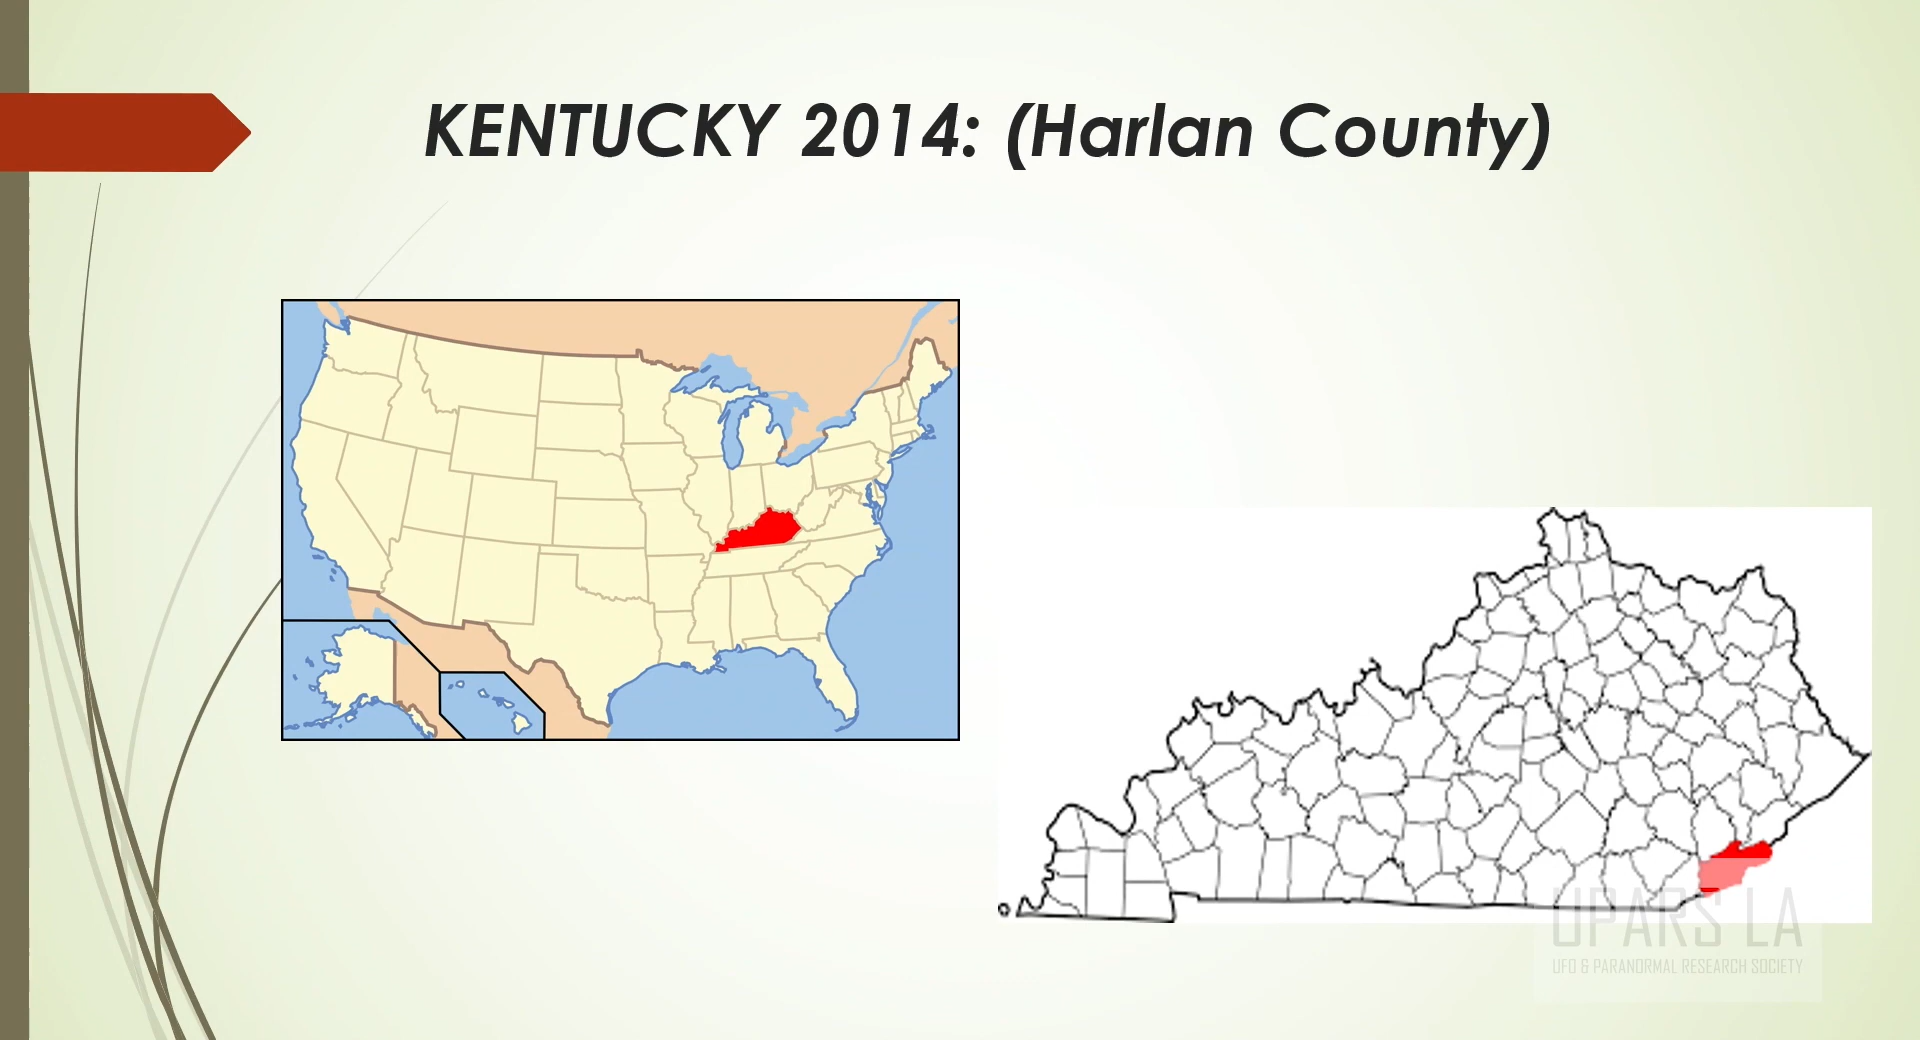 KENTUCKY 2014: (Harlan County)
UPARS LA
UFO & PARANORMAL RESEARCH SOCIETY